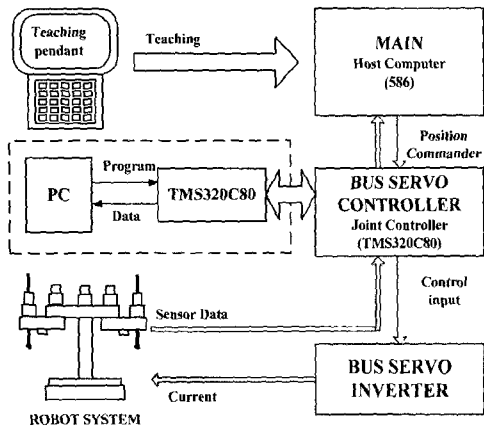 Teaching
pendant
Teaching
MAIN
Host Computer
(586)
Position
Commander
PC
Program
Data
TMS320C80
BUS SERVO
CONTROLLER
Joint Controller
(TMS320C80)
Control
input
Sensor Data
BUS SERVO
INVERTER
Current
ROBOT SYSTEM